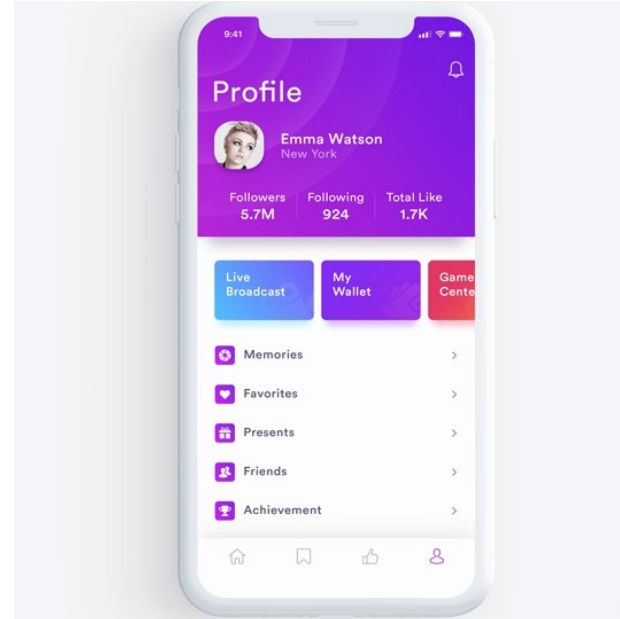 9:41
Profile
Emma Watson
New York
Followers Following Total Like
5.7M 924 1.7K
Live My Game
Broadcast Wallet Cente
Memories
Favorites
Presents
Friends
Achievement